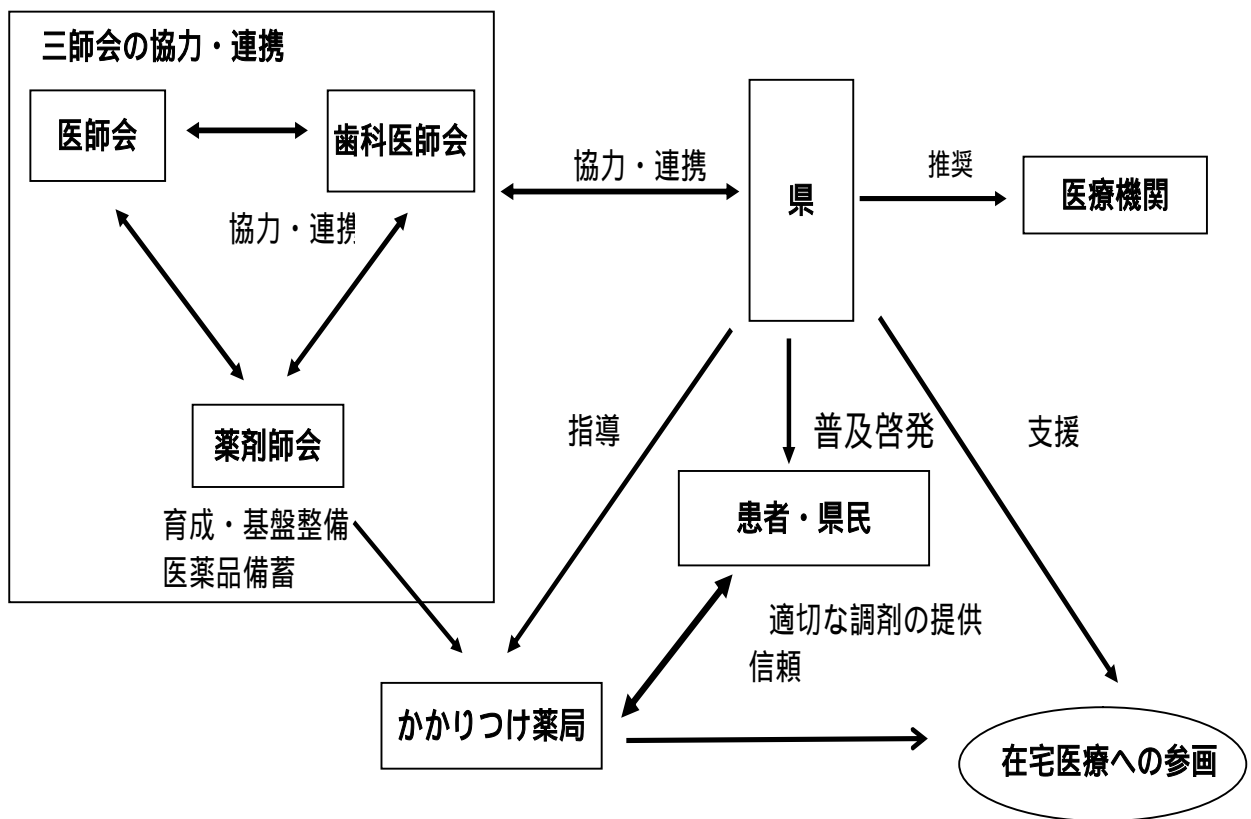 三師会の協力・連携
医師会
歯科医師会
協力・連携
薬剤師会
育成・基盤整備
医薬品備蓄
協力・連携
県
推奨
医療機関
指導
普及啓発
支援
患者・県民
適切な調剤の提供
信頼
かかりつけ薬局
在宅医療への参画